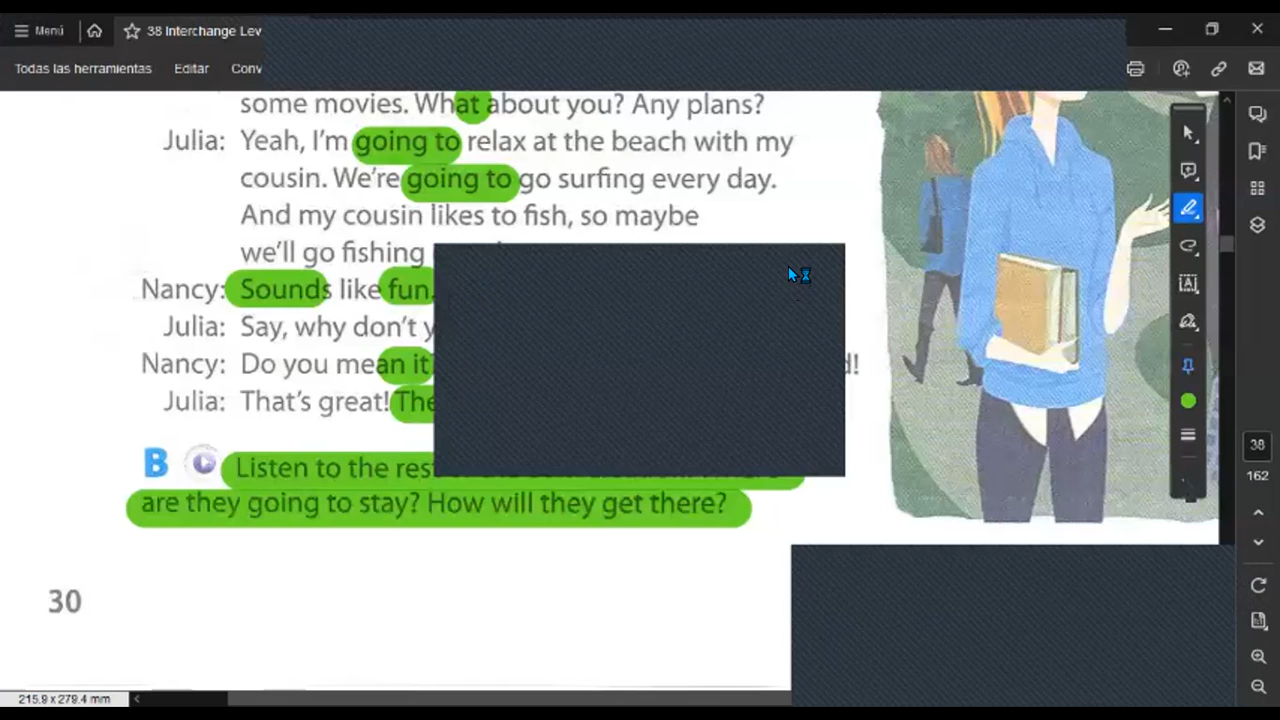 Menú
38 Interchange Lev
Todas las herramientas Editar Conv
some movies. What about you? Any plans?
Julia: Yeah, I'm going to relax at the beach with my
cousin. We're going to go surfing every day.
And my cousin likes to fish, so maybe
we'll go fishing
Nancy: Sounds like fun.
Julia: Say, why don't y
Nancy: Do you mean it d!
Julia: That's great! The
B Listen to the rest
are they going to stay? How will they get there?
30
38
162
215.9 x 279.4 mm